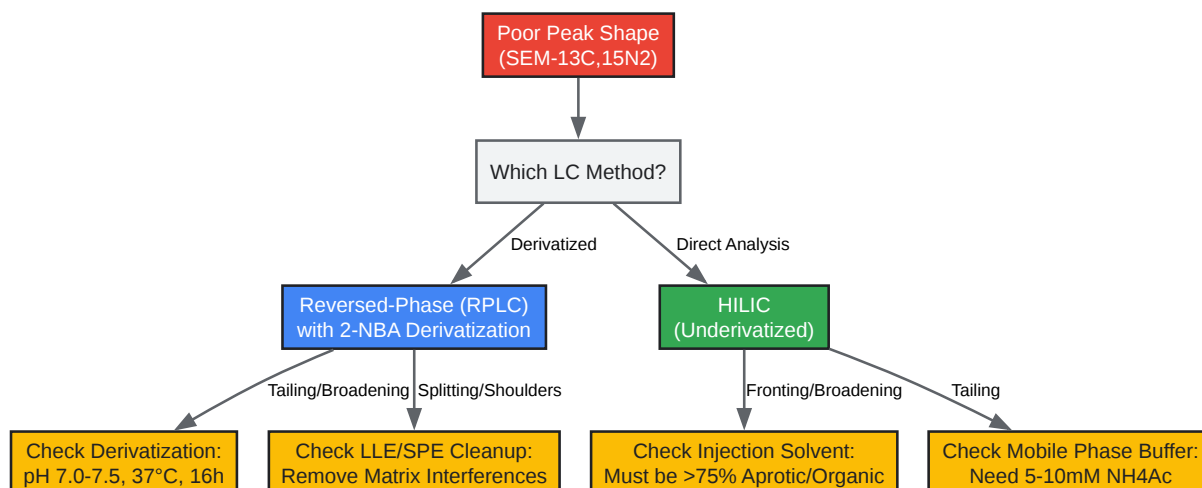 Poor Peak Shape
(SEM-13C,15N2)
Which LC Method?
Derivatized
Direct Analysis
Reversed-Phase (RPLC)
with 2-NBA Derivatization
HILIC
(Underivatized)
Tailing/Broadening
Splitting/Shoulders
Fronting/Broadening
Tailing
Check Derivatization:
pH 7.0-7.5, 37°C, 16h
Check LLE/SPE Cleanup:
Remove Matrix Interferences
Check Injection Solvent:
Must be >75% Aprotic/Organic
Check Mobile Phase Buffer:
Need 5-10mM NH4Ac